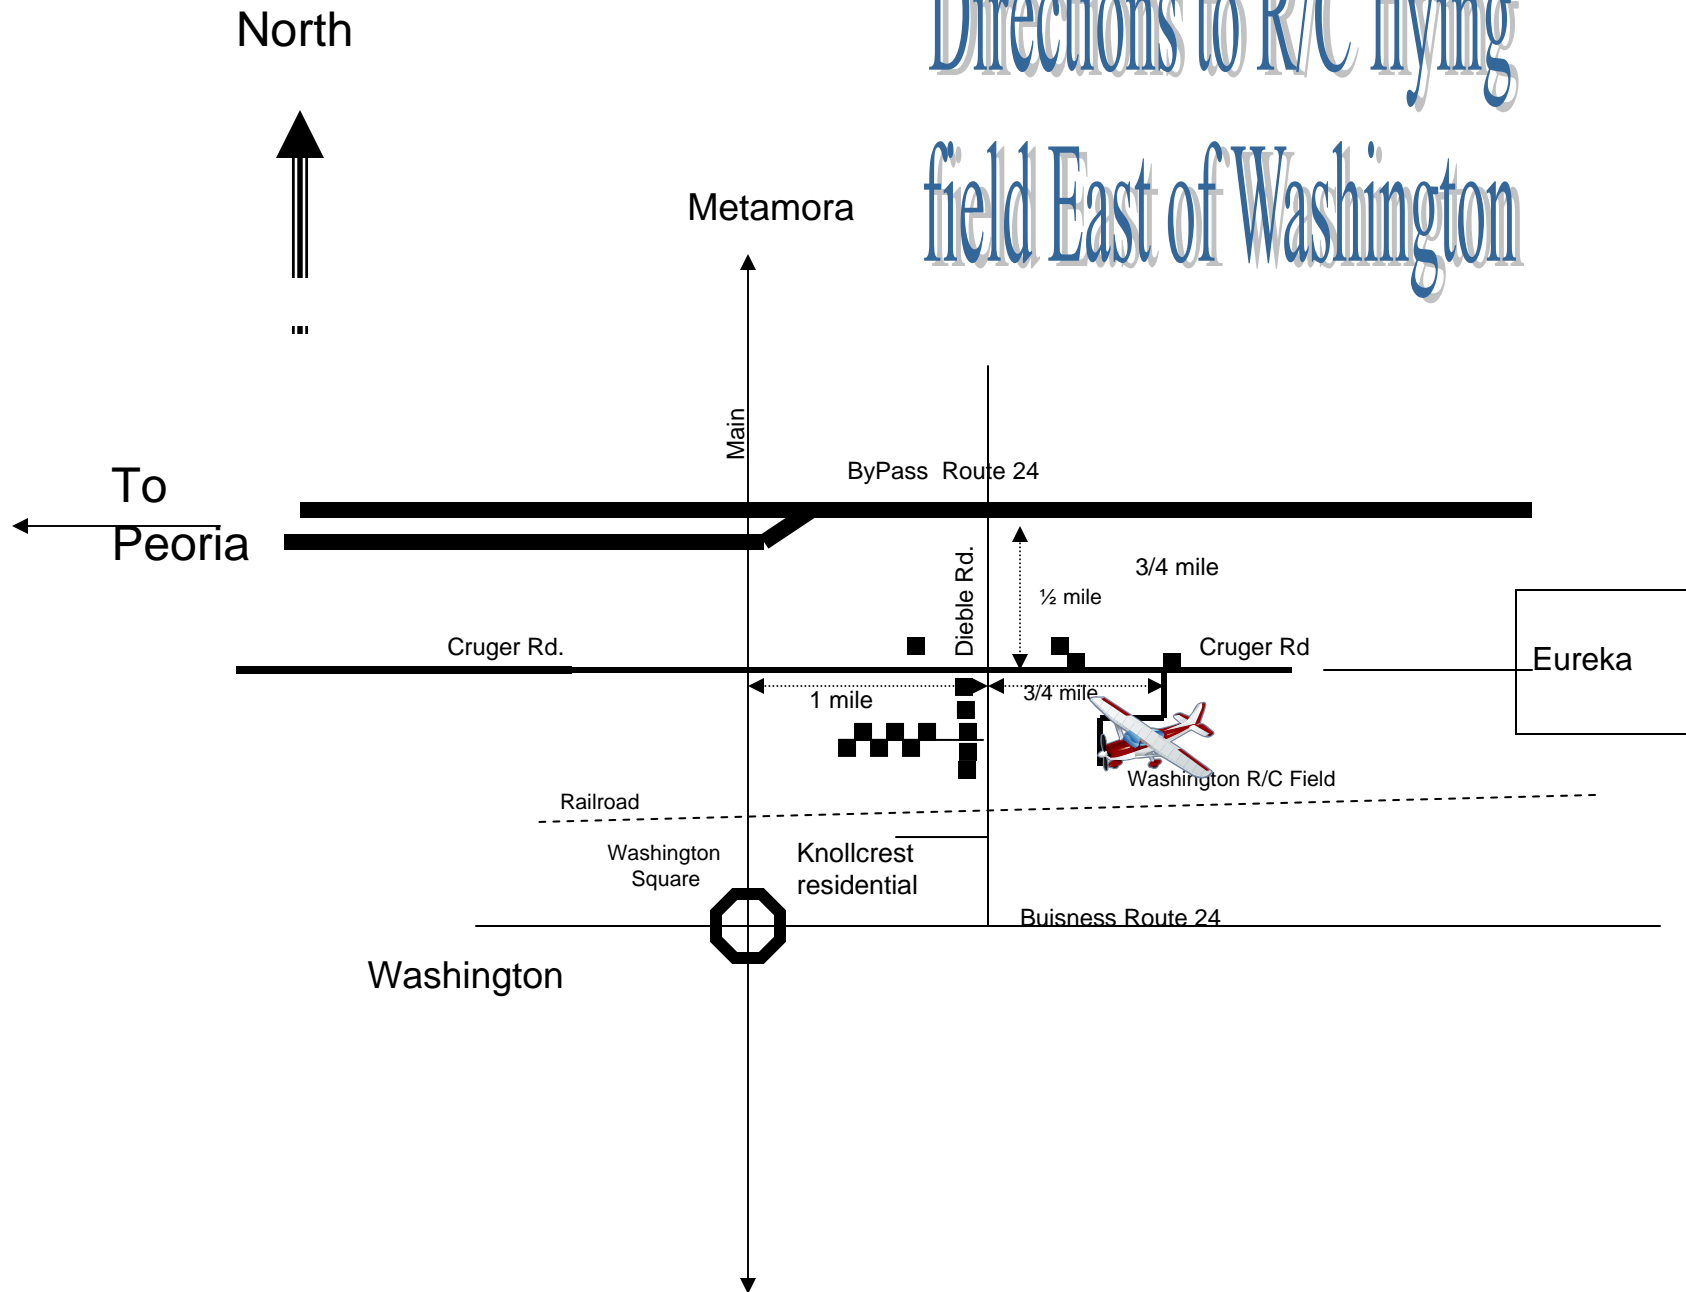 North
Directions to R/C flying
field East of Washington
Metamora
Main
ByPass  Route 24
To
Peoria
3/4 mile
½ mile
Dieble Rd.
Cruger Rd.
Cruger Rd
Eureka
1 mile
3/4 mile
Washington R/C Field
Railroad
Washington
Square
Knollcrest
residential
Buisness Route 24
Washington